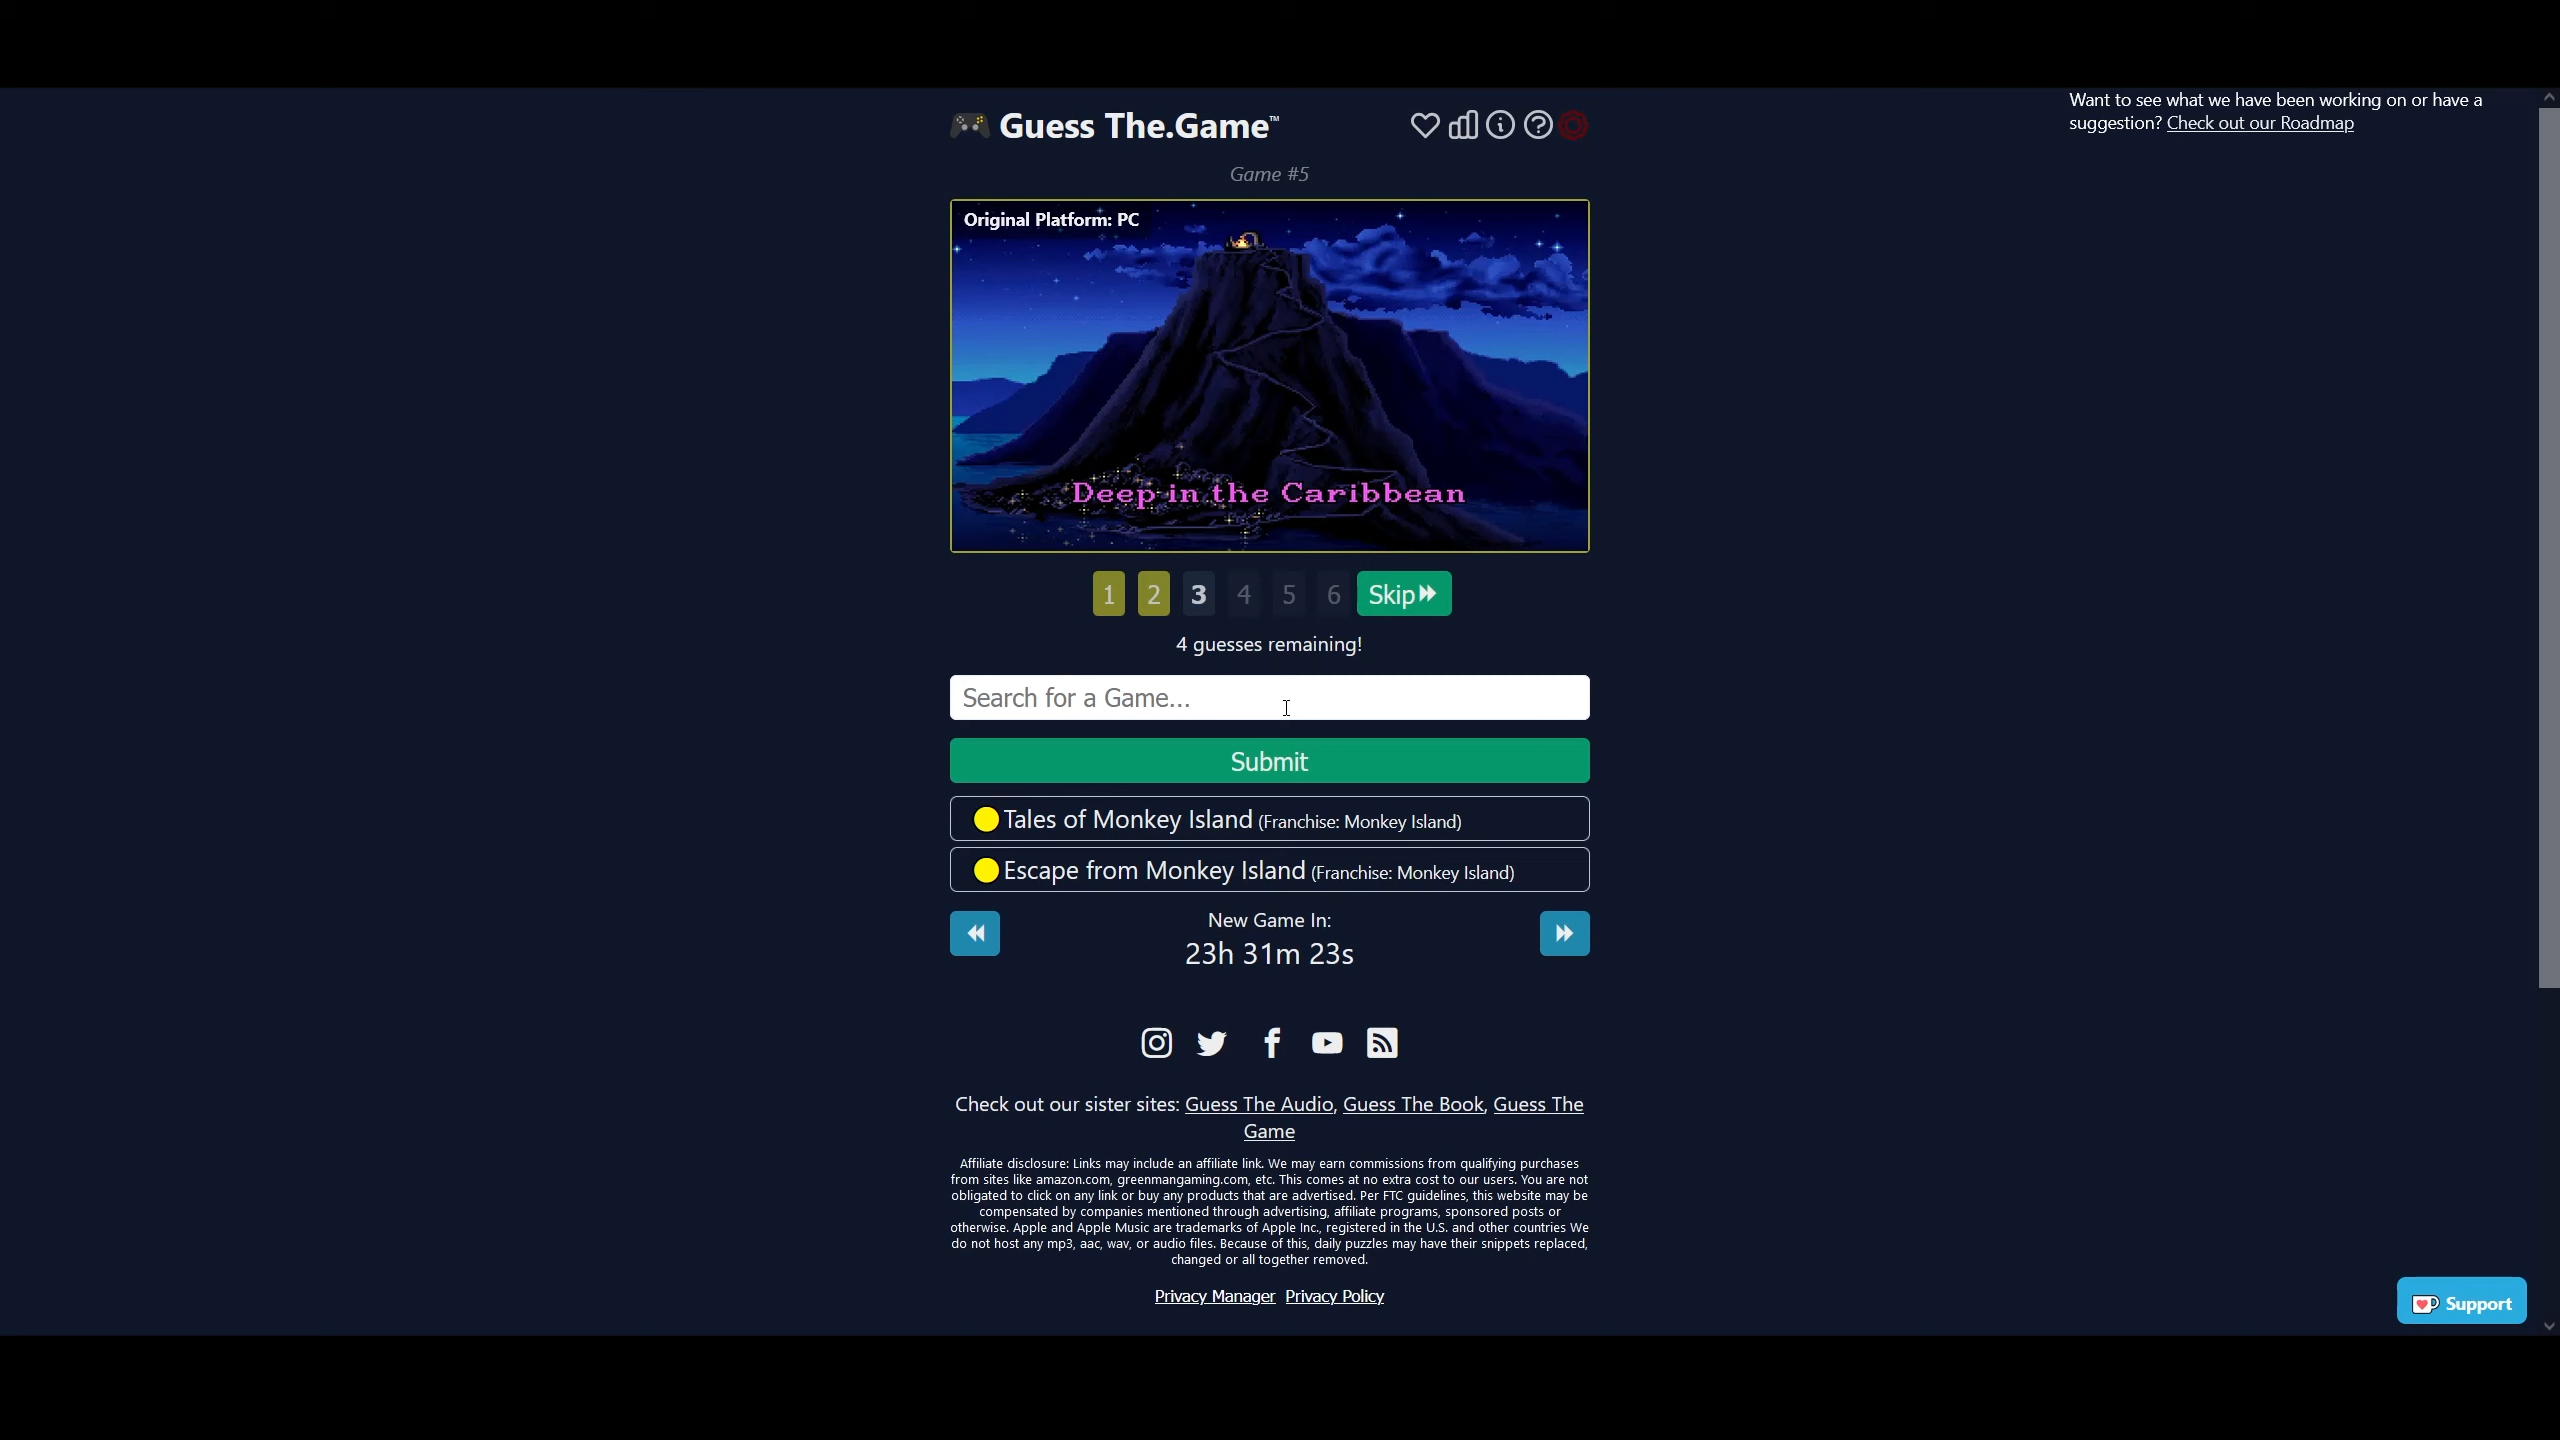 Want to see what we have been working on or have a
suggestion? Check out our Roadmap
Guess The.Game™
Game #5
Original Platform: PC
Deep in the Caribbean
1 2 3 4 5 6 Skip
4 guesses remaining!
Search for a Game...
Submit
Tales of Monkey Island (Franchise: Monkey Island)
Escape from Monkey Island (Franchise: Monkey Island)
New Game In:
23h 31m 23s
Check out our sister sites: Guess The Audio, Guess The Book, Guess The
Game
Affiliate disclosure: Links may include an affiliate link. We may earn commissions from qualifying purchases
from sites like amazon.com, greenmangaming.com, etc. This comes at no extra cost to our users. You are not
obligated to click on any link or buy any products that are advertised. Per FTC guidelines, this website may be
compensated by companies mentioned through advertising, affiliate programs, sponsored posts or
otherwise. Apple and Apple Music are trademarks of Apple Inc., registered in the U.S. and other countries We
do not host any mp3, aac, wav, or audio files. Because of this, daily puzzles may have their snippets replaced,
changed or all together removed.
Privacy Manager Privacy Policy
Support